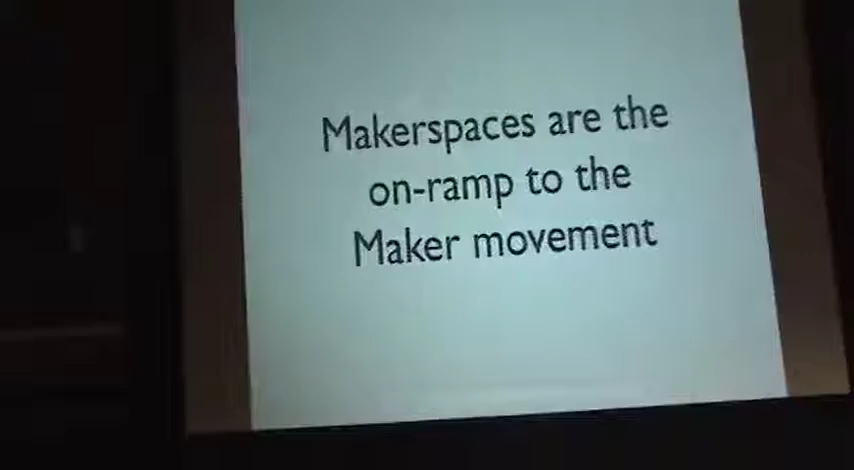 Makerspaces are the
on-ramp to the
Maker movement